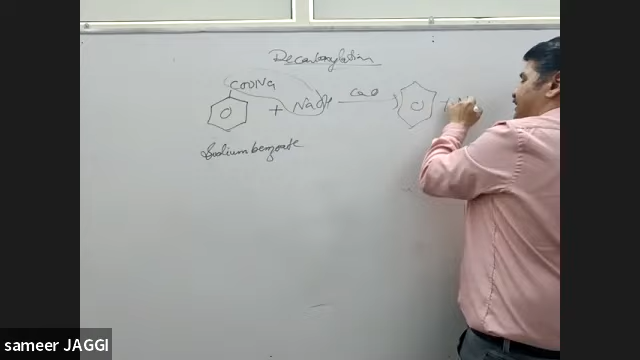 Decarboxylation
COONa
+ NaOH CaO +
Sodium benzoate
sameer JAGGI